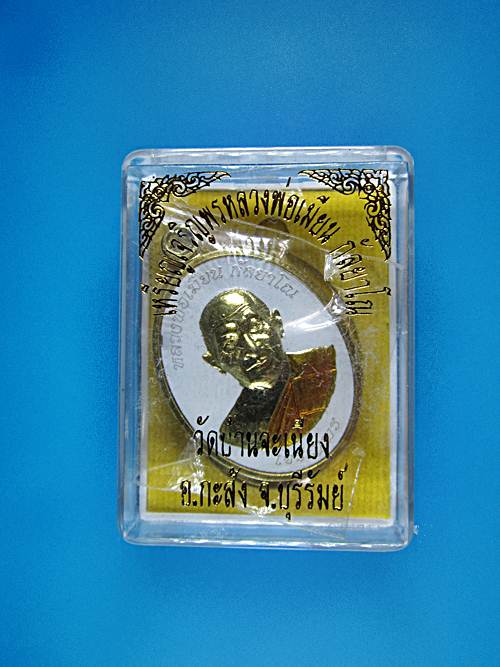 เหรียญเจริญพรหลวงพ่อเมียน กัลยาโณ
หลวงพ่อเมียน กัลยาโณ
วัดบ้านจะเนียง
อ.กะสัง จ.บุรีรัมย์